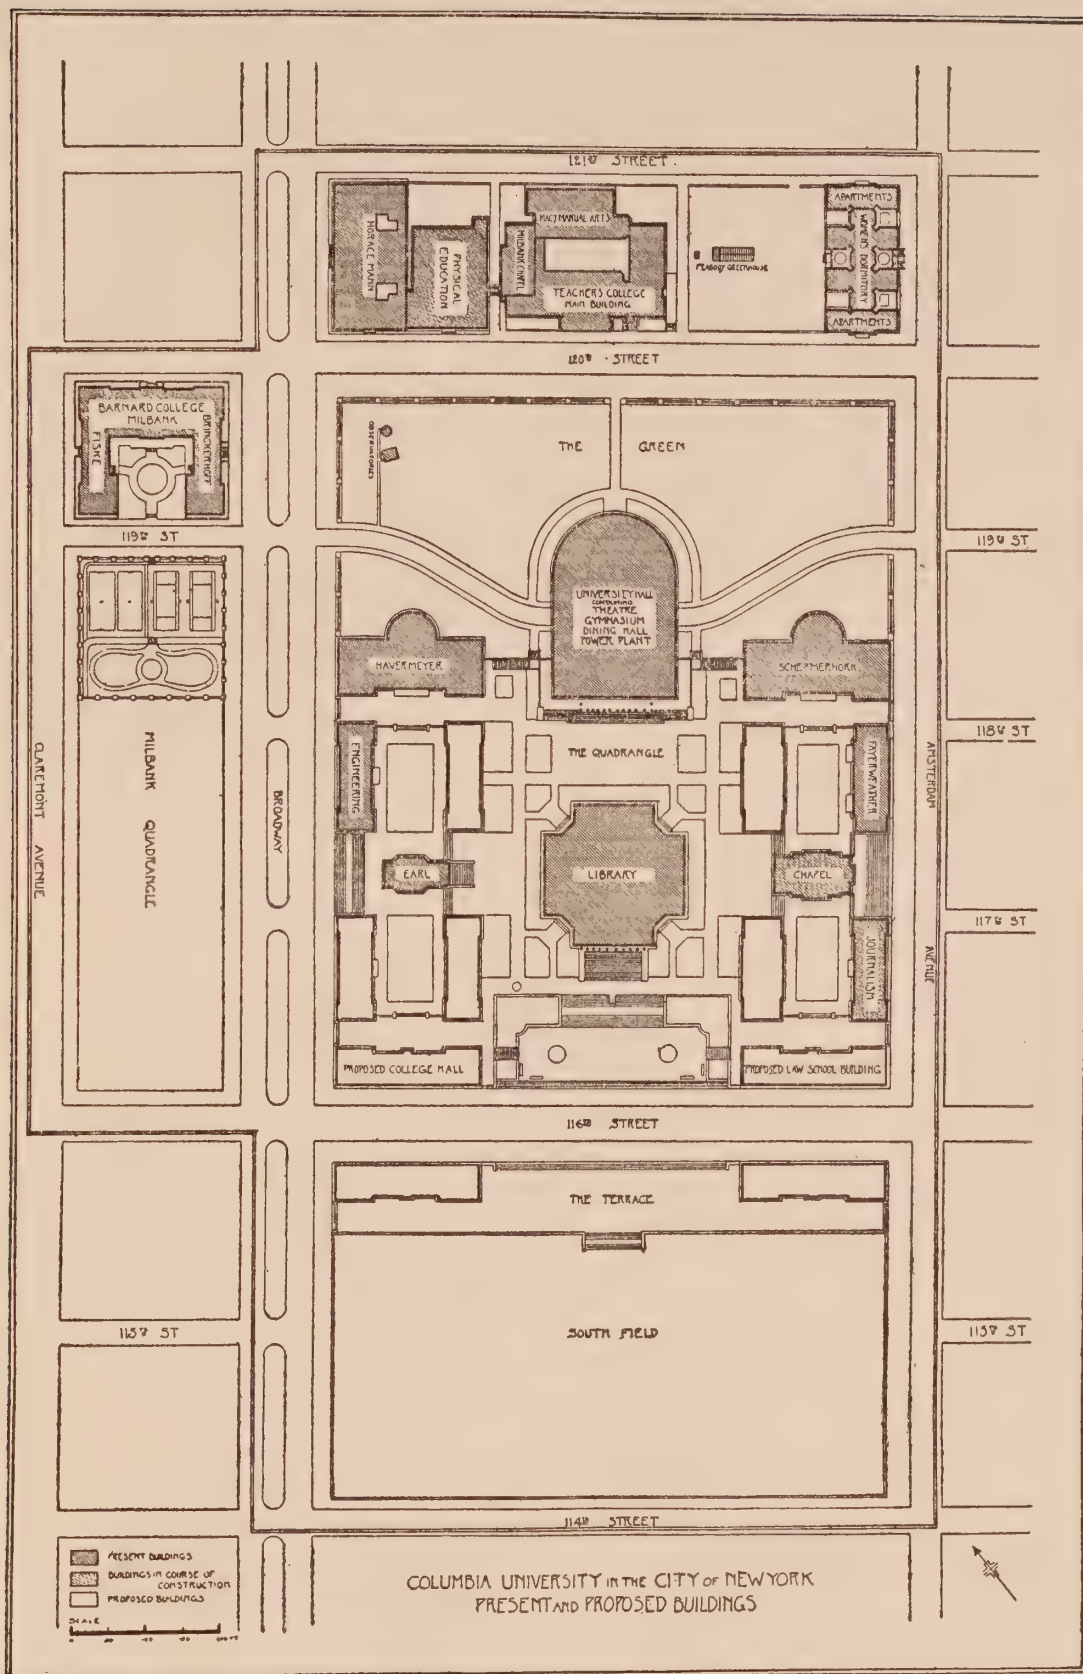 121ST STREET.
HORACE MANN
PHYSICAL
EDUCATION
MILBANK CHAPEL
MACY MANUAL ARTS
TEACHERS COLLEGE
MAIN BUILDING
PEABODY GREENHOUSE
APARTMENTS
WOMEN'S DORMITORY
APARTMENTS
120TH STREET
BARNARD COLLEGE
MILBANK
FISKE
BRINCKERHOFF
OBSERVATORIES
THE GREEN
119TH ST
119TH ST
UNIVERSITY HALL
CONTAINING
THEATRE
GYMNASIUM
DINING HALL
POWER PLANT
HAVERMEYER
SCHERMERHORN
118TH ST
ENGINEERING
THE QUADRANGLE
FAYERWEATHER
CLAREMONT AVENUE
MILBANK QUADRANGLE
BROADWAY
AMSTERDAM AVENUE
EARL
LIBRARY
CHAPEL
117TH ST
JOURNALISM
PROPOSED COLLEGE HALL
PROPOSED LAW SCHOOL BUILDING
116TH STREET
THE TERRACE
SOUTH FIELD
115TH ST
115TH ST
114TH STREET
PRESENT BUILDINGS
BUILDINGS IN COURSE OF
CONSTRUCTION
PROPOSED BUILDINGS
SCALE
0
COLUMBIA UNIVERSITY IN THE CITY OF NEW YORK
PRESENT AND PROPOSED BUILDINGS